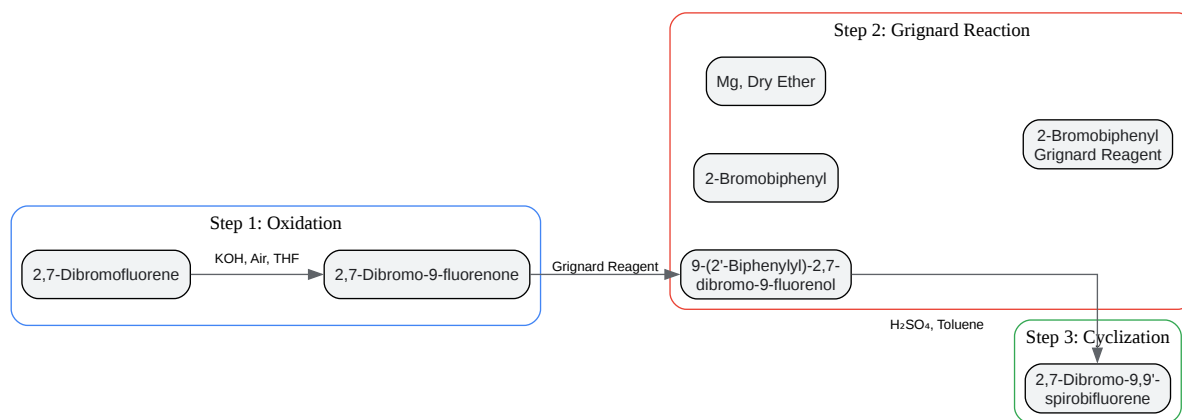 Step 2: Grignard Reaction
Mg, Dry Ether
2-Bromobiphenyl
Grignard Reagent
2-Bromobiphenyl
Step 1: Oxidation
2,7-Dibromofluorene
KOH, Air, THF
2,7-Dibromo-9-fluorenone
Grignard Reagent
9-(2'-Biphenylyl)-2,7-
dibromo-9-fluorenol
H₂SO₄, Toluene
Step 3: Cyclization
2,7-Dibromo-9,9'-
spirobifluorene